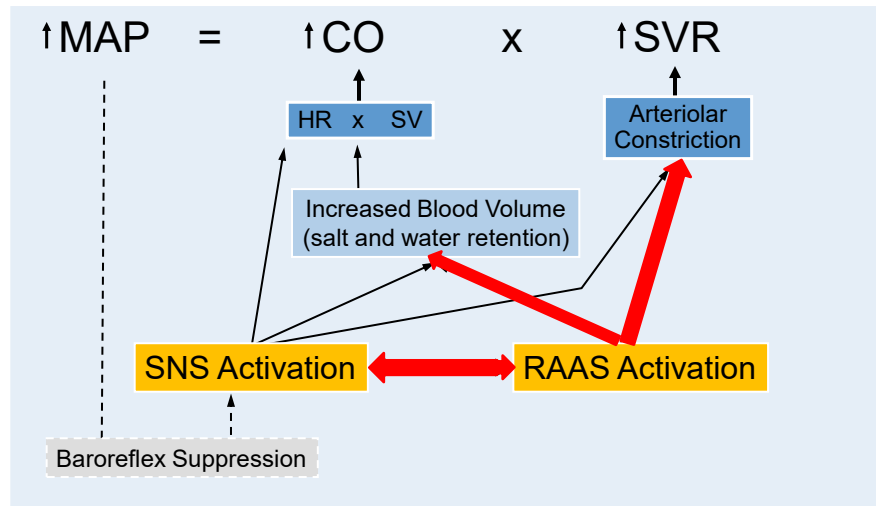 ↑MAP = ↑CO x ↑SVR
HR x SV
Arteriolar
Constriction
Increased Blood Volume
(salt and water retention)
SNS Activation
RAAS Activation
Baroreflex Suppression